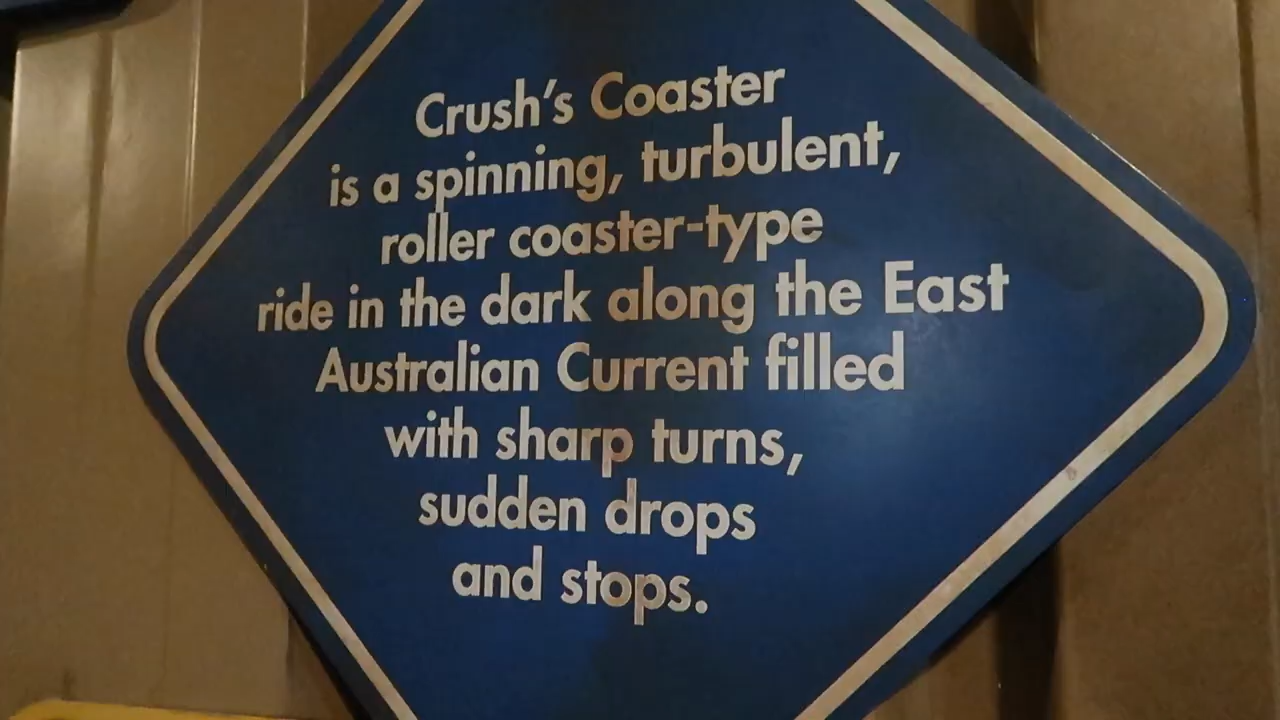 Crush's Coaster
is a spinning, turbulent,
roller coaster-type
ride in the dark along the East
Australian Current filled
with sharp turns,
sudden drops
and stops.